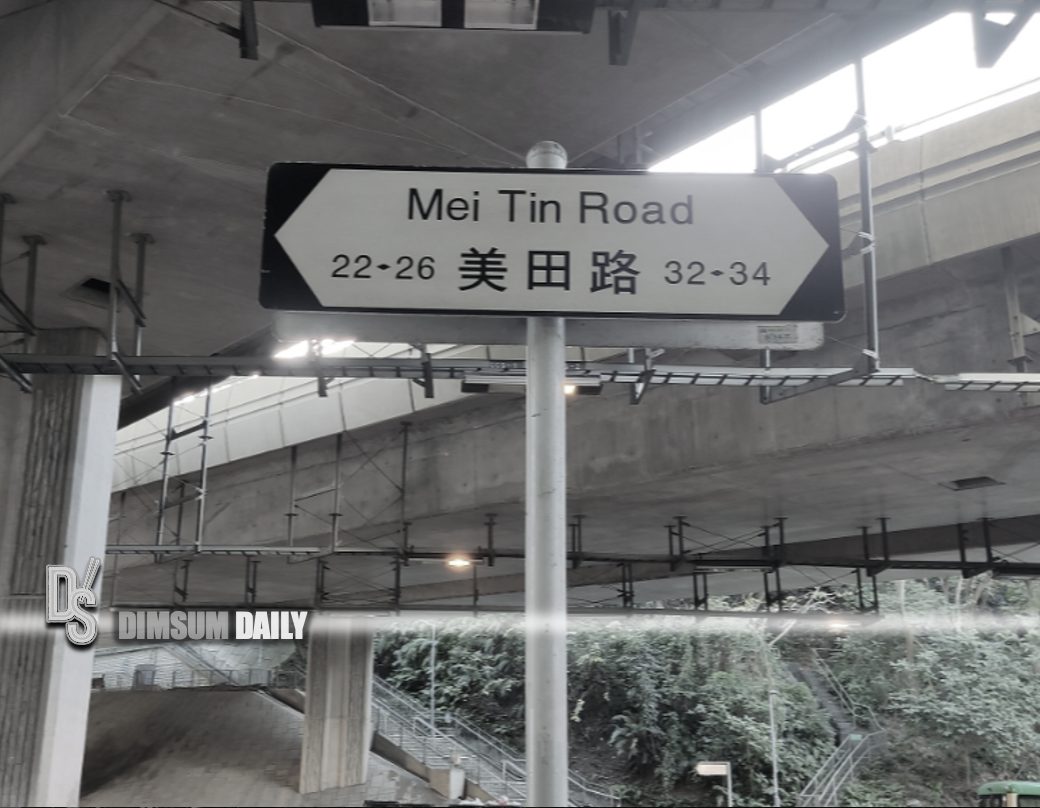 Mei Tin Road
22-26 美田路 32-34
DS DIMSUM DAILY